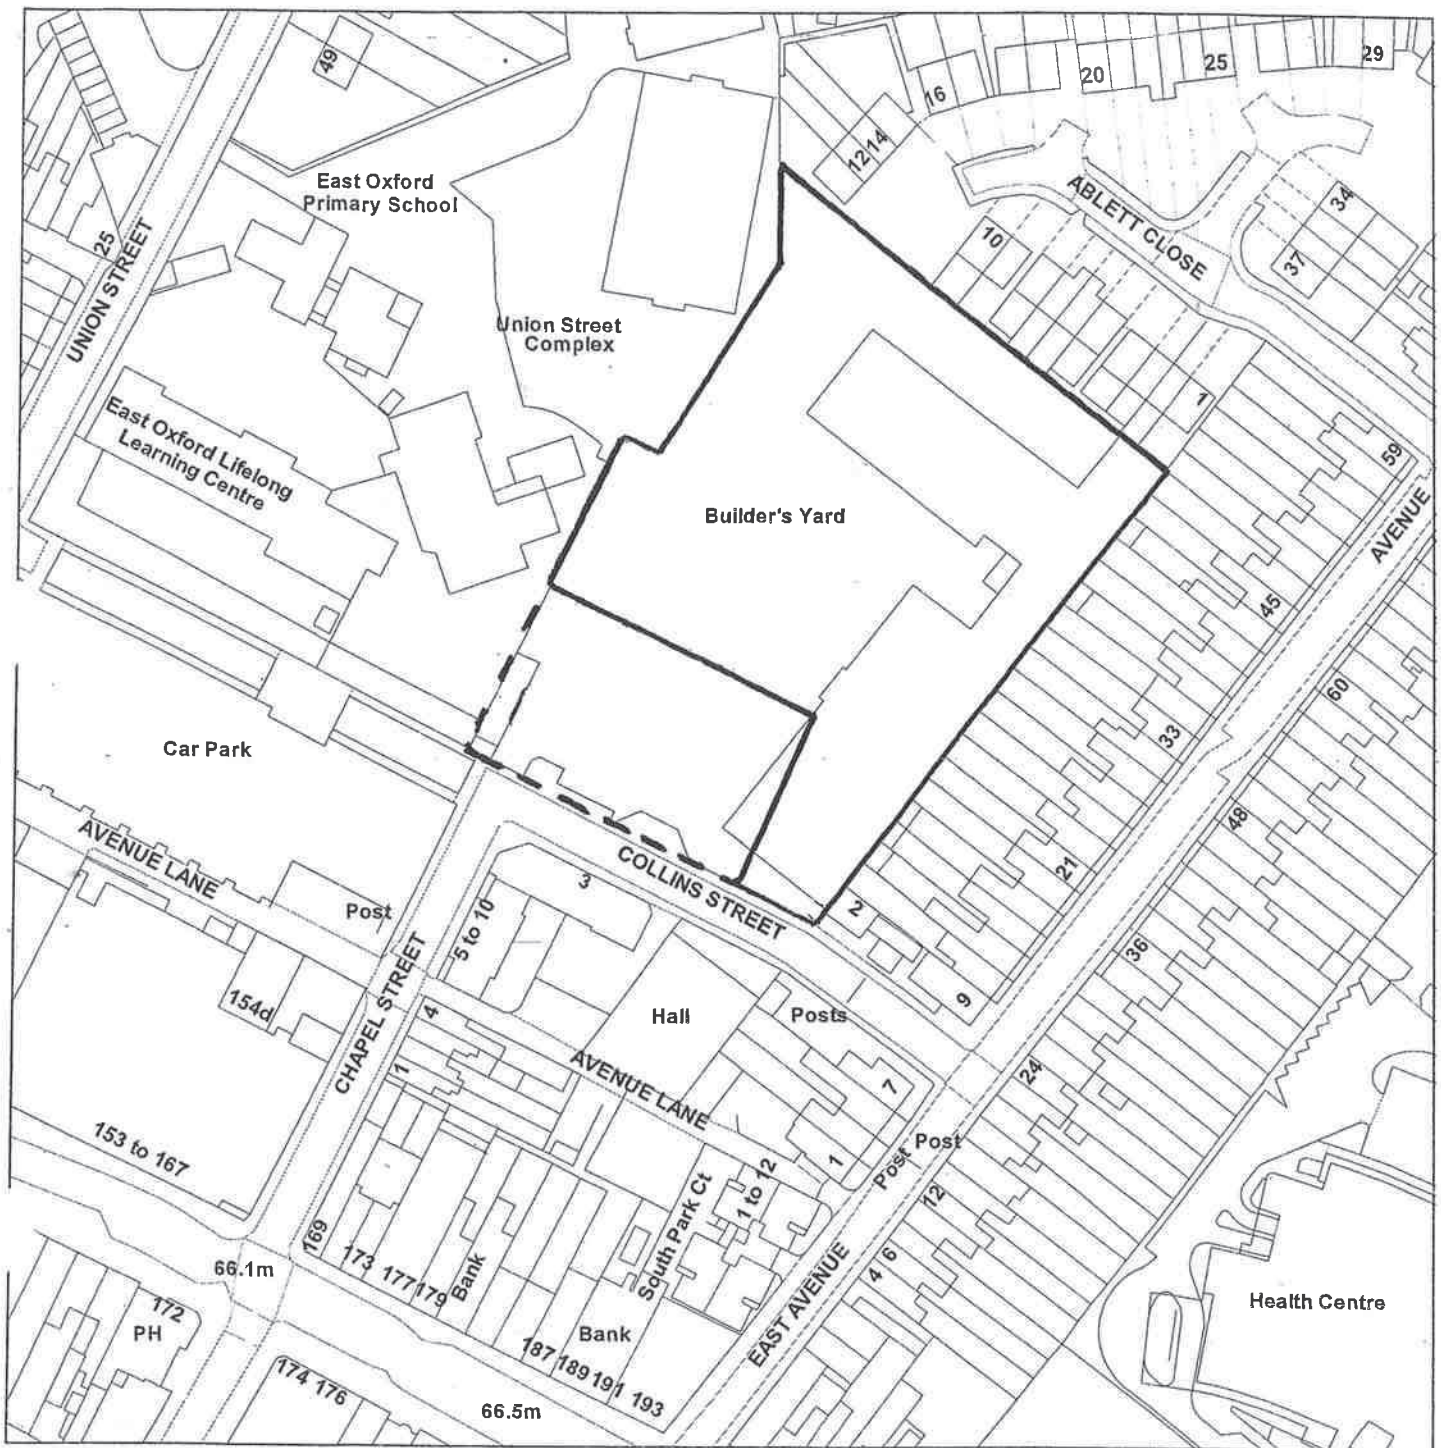 49
16
20
25
29
12
14
East Oxford
Primary School
ABLETT CLOSE
34
37
10
25
UNION STREET
Union Street
Complex
1
East Oxford Lifelong
Learning Centre
59
Builder's Yard
AVENUE
45
60
33
Car Park
48
21
AVENUE LANE
COLLINS STREET
3
2
Post
5 to 10
36
9
154d
4
Hall
Posts
CHAPEL STREET
1
AVENUE LANE
7
24
153 to 167
Post
Post
1
12
South Park Ct
1 to 12
169
66.1m
173
177
179
Bank
4
6
EAST AVENUE
Health Centre
172
PH
Bank
187
189
191
193
174
176
66.5m